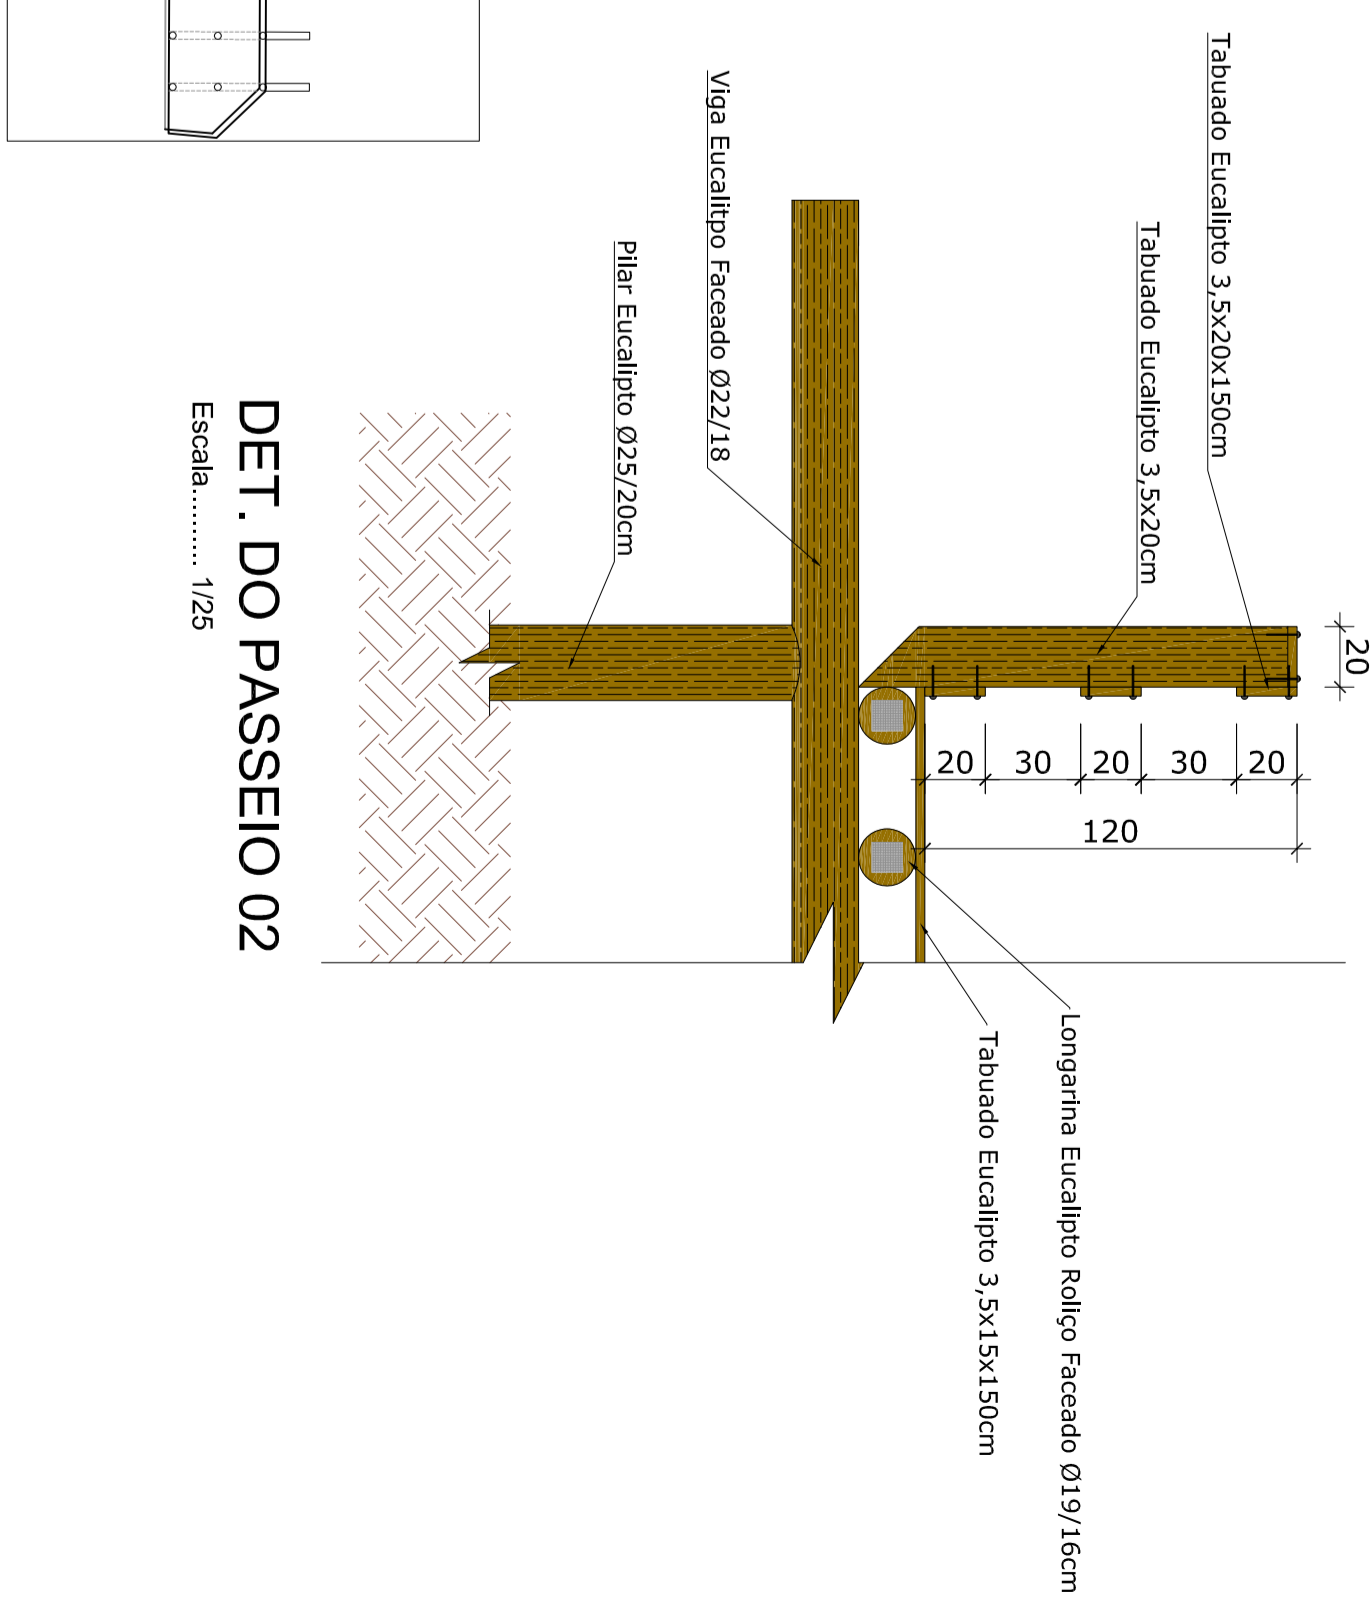 Tabuado Eucalipto 3,5x20x150cm
Tabuado Eucalipto 3,5x20cm
Viga Eucalitpo Faceado Ø22/18
Pilar Eucalipto Ø25/20cm
20
20
30
20
30
20
120
Longarina Eucalipto Roliço Faceado Ø19/16cm
Tabuado Eucalipto 3,5x15x150cm
DET. DO PASSEIO 02
Escala.......... 1/25